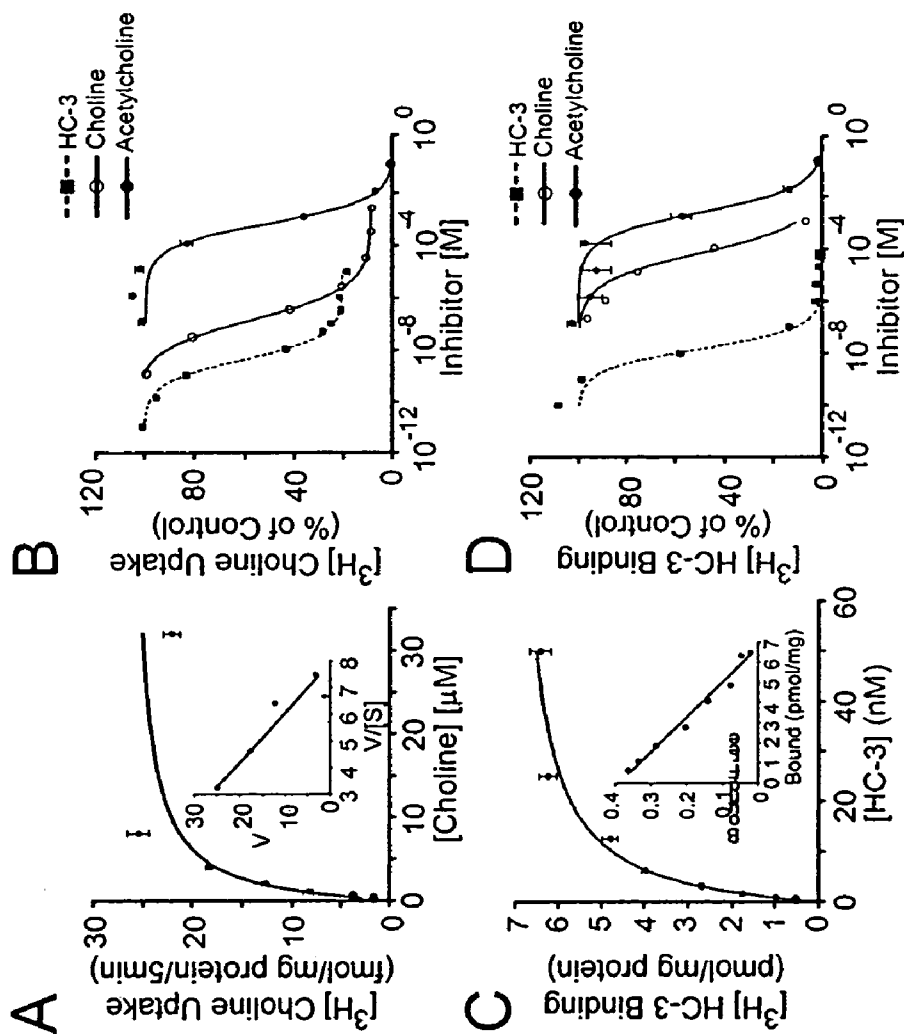 A
[³H] Choline Uptake
(fmol/mg protein/5min)
30
20
10
0
0
10
20
30
[Choline] [µM]
V
30
20
10
0
3 4 5 6 7 8
V/[S]
B
[³H] Choline Uptake
(% of Control)
120
80
40
0
10⁻¹²
10⁻⁸
10⁻⁴
10⁰
Inhibitor [M]
HC-3
Choline
Acetylcholine
C
[³H] HC-3 Binding
(pmol/mg protein)
7
6
5
4
3
2
1
0
0
20
40
60
[HC-3] (nM)
0.4
0.3
0.2
0.1
0
0 1 2 3 4 5 6 7
Bound (pmol/mg)
D
[³H] HC-3 Binding
(% of Control)
120
80
40
0
10⁻¹²
10⁻⁸
10⁻⁴
10⁰
Inhibitor [M]
HC-3
Choline
Acetylcholine